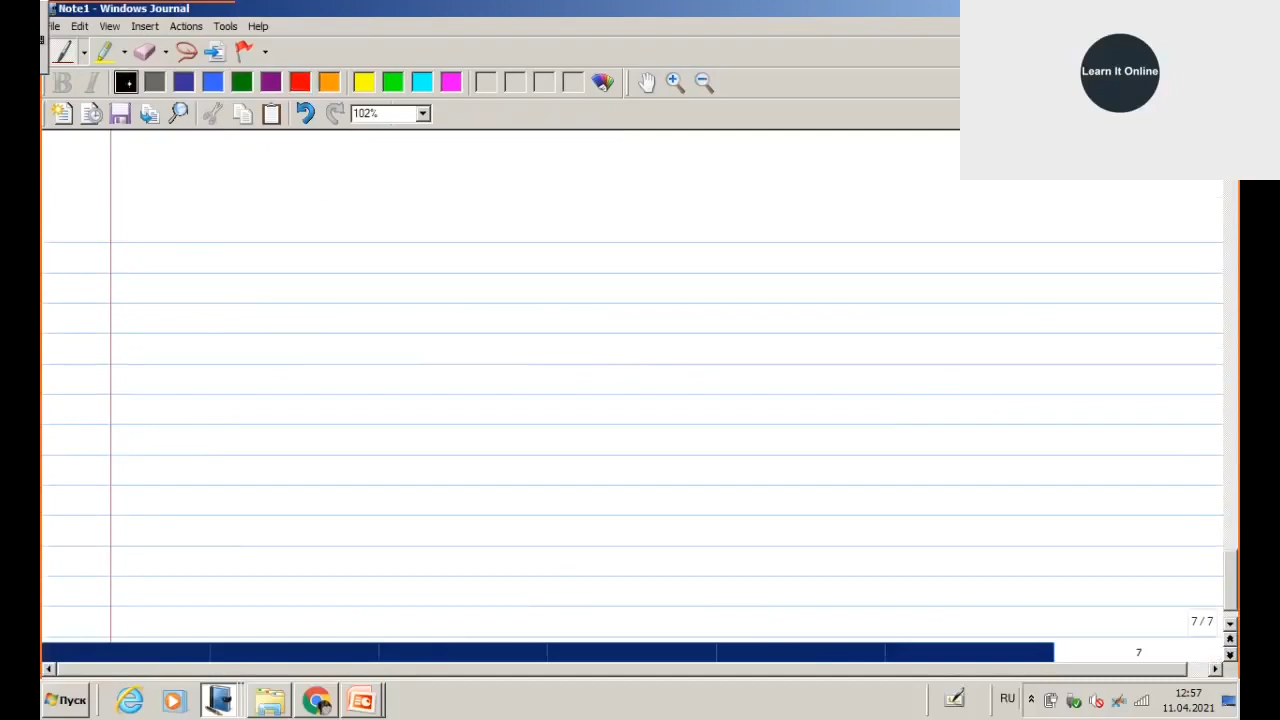 Note1 - Windows Journal
File Edit View Insert Actions Tools Help
Learn It Online
B I
102%
7 / 7
7
Пуск
RU
12:57
11.04.2021